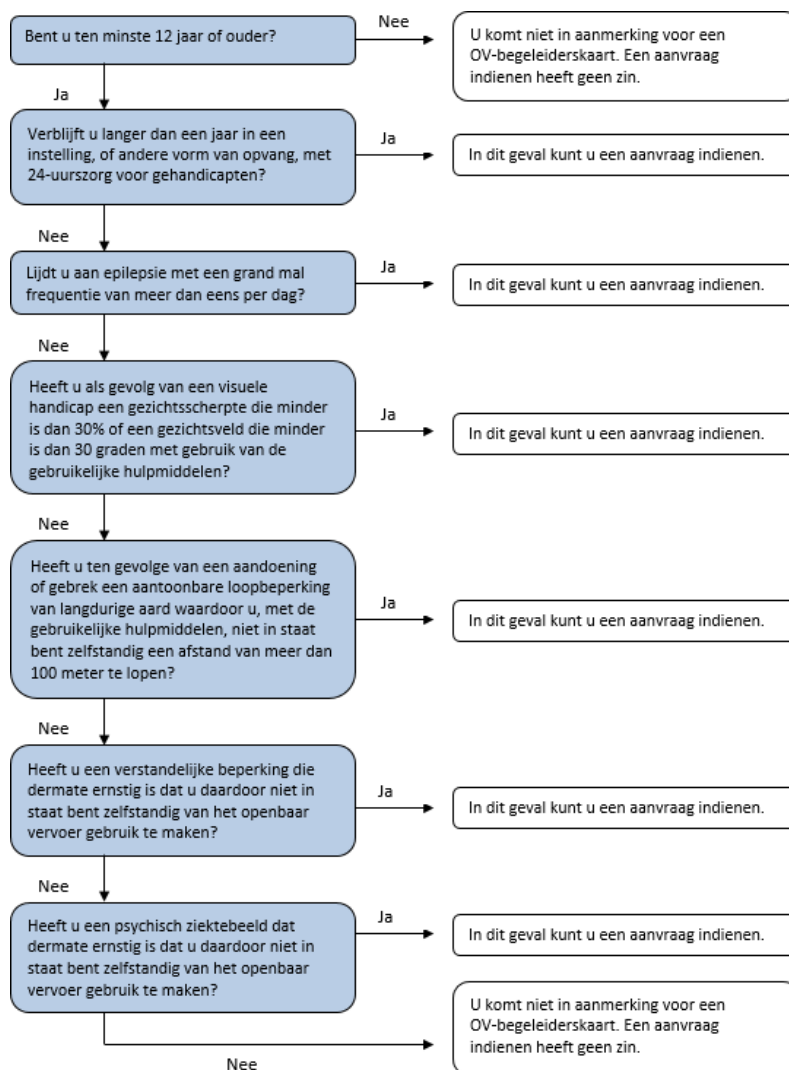 Bent u ten minste 12 jaar of ouder?
Nee
U komt niet in aanmerking voor een
OV-begeleiderskaart. Een aanvraag
indienen heeft geen zin.
Ja
Verblijft u langer dan een jaar in een
instelling, of andere vorm van opvang, met
24-uurszorg voor gehandicapten?
Ja
In dit geval kunt u een aanvraag indienen.
Nee
Lijdt u aan epilepsie met een grand mal
frequentie van meer dan eens per dag?
Ja
In dit geval kunt u een aanvraag indienen.
Nee
Heeft u als gevolg van een visuele
handicap een gezichtsscherpte die minder
is dan 30% of een gezichtsveld die minder
is dan 30 graden met gebruik van de
gebruikelijke hulpmiddelen?
Ja
In dit geval kunt u een aanvraag indienen.
Nee
Heeft u ten gevolge van een aandoening
of gebrek een aantoonbare loopbeperking
van langdurige aard waardoor u, met de
gebruikelijke hulpmiddelen, niet in staat
bent zelfstandig een afstand van meer dan
100 meter te lopen?
Ja
In dit geval kunt u een aanvraag indienen.
Nee
Heeft u een verstandelijke beperking die
dermate ernstig is dat u daardoor niet in
staat bent zelfstandig van het openbaar
vervoer gebruik te maken?
Ja
In dit geval kunt u een aanvraag indienen.
Nee
Heeft u een psychisch ziektebeeld dat
dermate ernstig is dat u daardoor niet in
staat bent zelfstandig van het openbaar
vervoer gebruik te maken?
Ja
In dit geval kunt u een aanvraag indienen.
Nee
U komt niet in aanmerking voor een
OV-begeleiderskaart. Een aanvraag
indienen heeft geen zin.